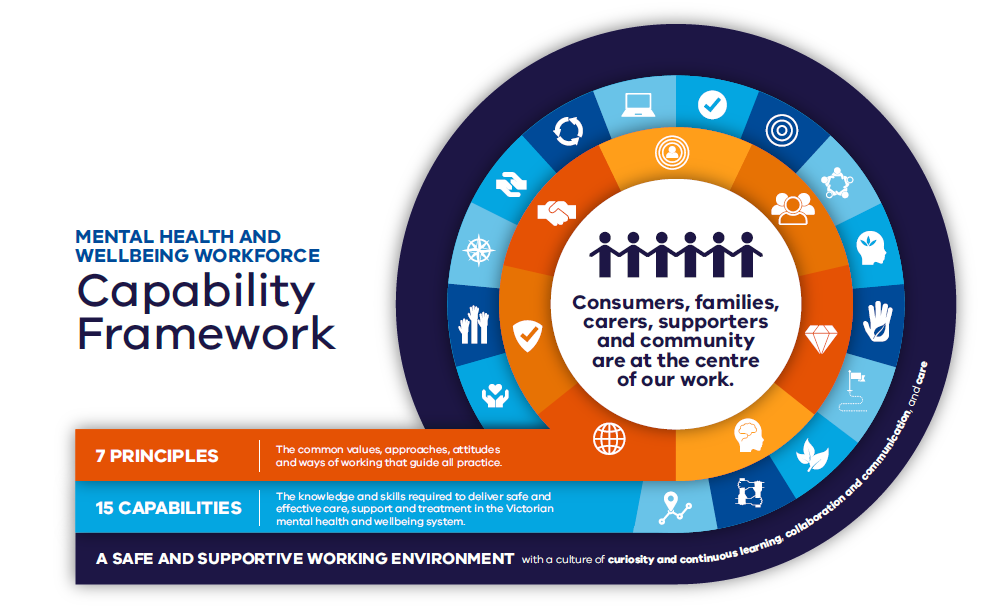 MENTAL HEALTH AND
WELLBEING WORKFORCE
Capability
Framework
Consumers, families,
carers, supporters
and community
are at the centre
of our work.
7 PRINCIPLES
The common values, approaches, attitudes
and ways of working that guide all practice.
15 CAPABILITIES
The knowledge and skills required to deliver safe and
effective care, support and treatment in the Victorian
mental health and wellbeing system.
A SAFE AND SUPPORTIVE WORKING ENVIRONMENT with a culture of curiosity and continuous learning, collaboration and communication, and care